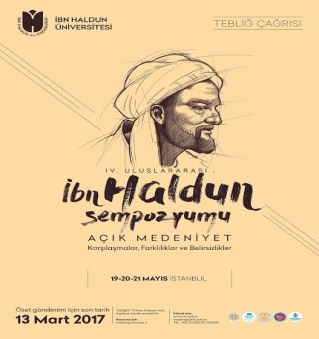 İBN HALDUN
ÜNİVERSİTESİ
TEBLİĞ ÇAĞRISI
IV. ULUSLARARASI
İbn Haldun
sempozyumu
AÇIK MEDENİYET
Karşılaşmalar, Farklılıklar ve Belirsizlikler
19-20-21 MAYIS İSTANBUL
Özet gönderimi için son tarih
13 Mart 2017